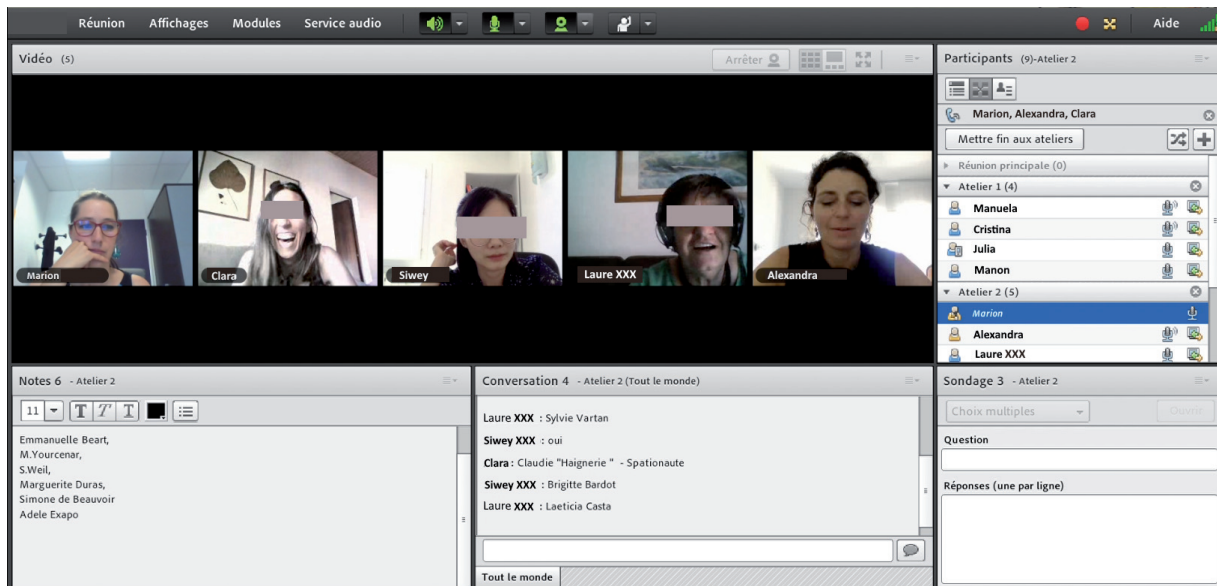 Réunion Affichages Modules Service audio Aide
Vidéo (5) Arrêter
Marion
Clara
Siwey
Laure XXX
Alexandra
Participants (9)-Atelier 2
Marion, Alexandra, Clara
Mettre fin aux ateliers
Réunion principale (0)
Atelier 1 (4)
Manuela
Cristina
Julia
Manon
Atelier 2 (5)
Marion
Alexandra
Laure XXX
Notes 6 - Atelier 2
11 T T T
Emmanuelle Beart,
M.Yourcenar,
S.Weil,
Marguerite Duras,
Simone de Beauvoir
Adele Exapo
Conversation 4 - Atelier 2 (Tout le monde)
Laure XXX : Sylvie Vartan
Siwey XXX : oui
Clara : Claudie "Haignerie " - Spationaute
Siwey XXX : Brigitte Bardot
Laure XXX : Laeticia Casta
Tout le monde
Sondage 3 - Atelier 2
Choix multiples Ouvrir
Question
Réponses (une par ligne)